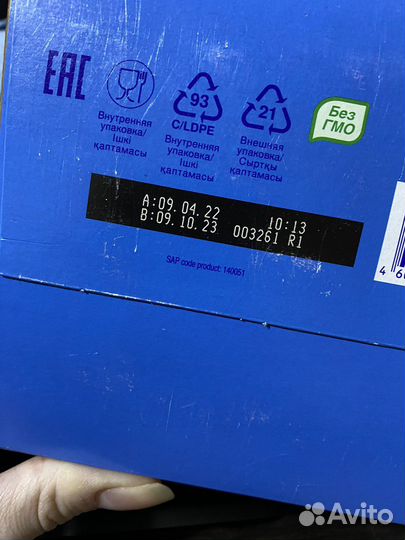 EAC
93
C/LDPE
Внутренняя
упаковка/
Ішкі
қаптамасы
Внутренняя
упаковка/
Ішкі
қаптамасы
21
Внешняя
упаковка/
Сыртқы
қаптамасы
Без
ГМО
A:09.04.22 10:13
B:09.10.23 003261 R1
SAP code product: 140051
4
Avito